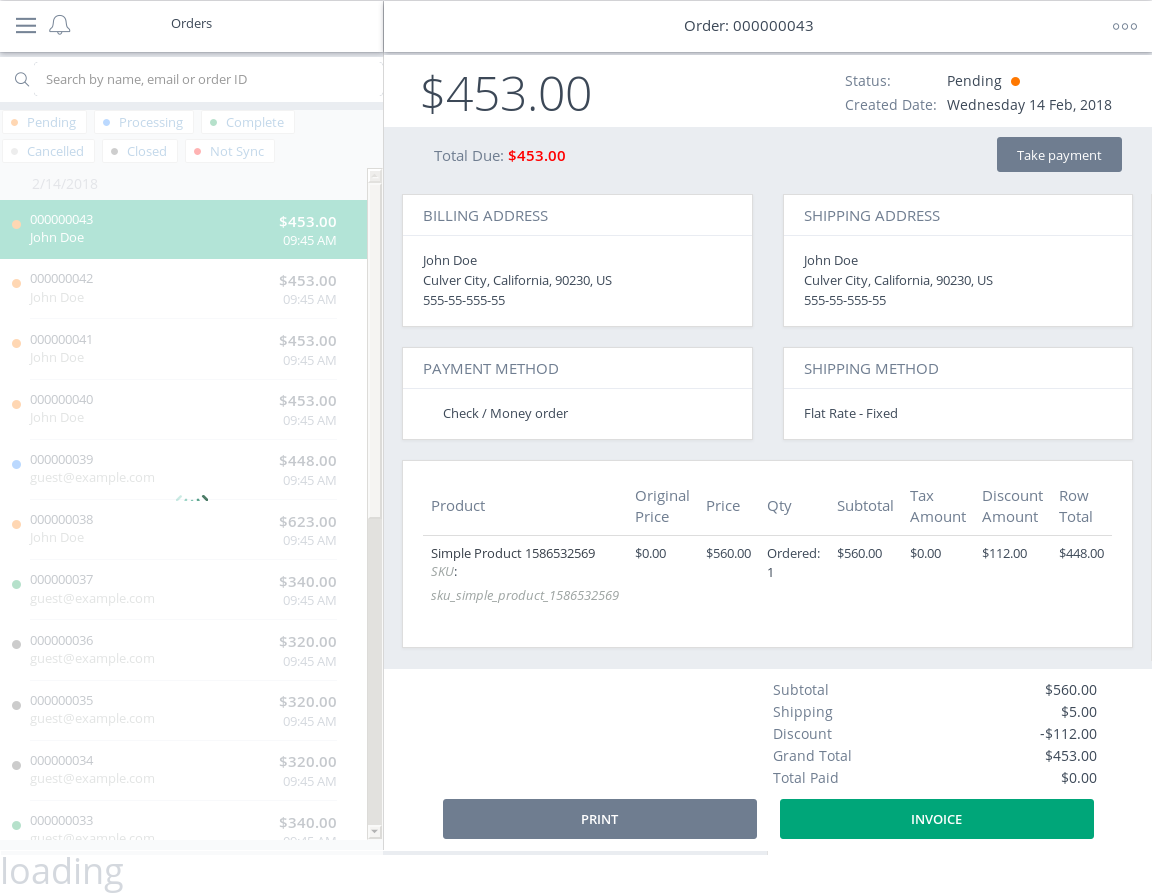 Orders
Order: 000000043
Search by name, email or order ID
Pending
Processing
Complete
Cancelled
Closed
Not Sync
2/14/2018
000000043 $453.00
John Doe 09:45 AM
000000042 $453.00
John Doe 09:45 AM
000000041 $453.00
John Doe 09:45 AM
000000040 $453.00
John Doe 09:45 AM
000000039 $448.00
guest@example.com 09:45 AM
000000038 $623.00
John Doe 09:45 AM
000000037 $340.00
guest@example.com 09:45 AM
000000036 $320.00
guest@example.com 09:45 AM
000000035 $320.00
guest@example.com 09:45 AM
000000034 $320.00
guest@example.com 09:45 AM
000000033 $340.00
guest@example.com 09:45 AM
loading
$453.00
Status: Pending
Created Date: Wednesday 14 Feb, 2018
Total Due: $453.00
Take payment
BILLING ADDRESS
John Doe
Culver City, California, 90230, US
555-55-555-55
SHIPPING ADDRESS
John Doe
Culver City, California, 90230, US
555-55-555-55
PAYMENT METHOD
Check / Money order
SHIPPING METHOD
Flat Rate - Fixed
Product Original Price Price Qty Subtotal Tax Amount Discount Amount Row Total
Simple Product 1586532569 $0.00 $560.00 Ordered: 1 $560.00 $0.00 $112.00 $448.00
SKU:
sku_simple_product_1586532569
Subtotal $560.00
Shipping $5.00
Discount -$112.00
Grand Total $453.00
Total Paid $0.00
PRINT
INVOICE